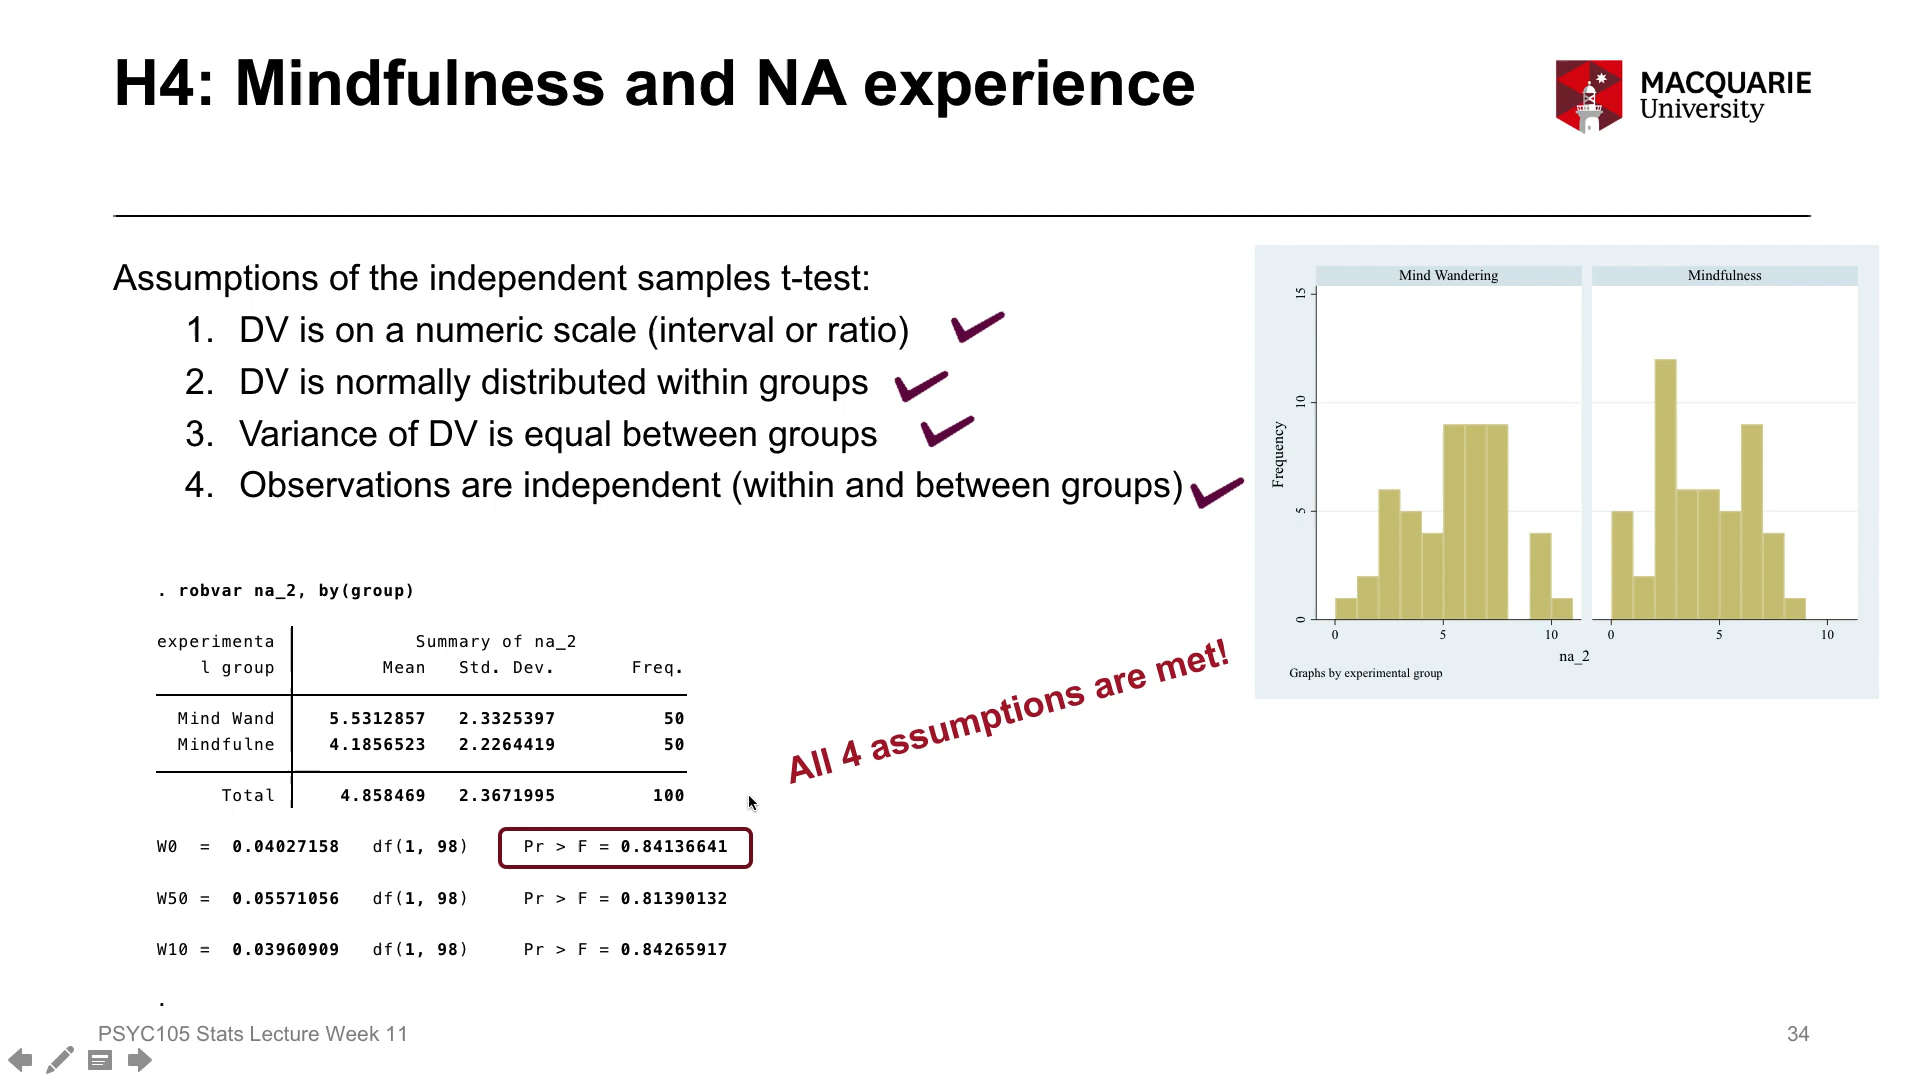 H4: Mindfulness and NA experience
MACQUARIE
University
Assumptions of the independent samples t-test:
1. DV is on a numeric scale (interval or ratio)
2. DV is normally distributed within groups
3. Variance of DV is equal between groups
4. Observations are independent (within and between groups)
Mind Wandering Mindfulness
15
10
5
0
Frequency
0 5 10 0 5 10
na_2
Graphs by experimental group
. robvar na_2, by(group)
experimenta Summary of na_2
l group Mean Std. Dev. Freq.
Mind Wand 5.5312857 2.3325397 50
Mindfulne 4.1856523 2.2264419 50
Total 4.858469 2.3671995 100
W0 = 0.04027158 df(1, 98) Pr > F = 0.84136641
W50 = 0.05571056 df(1, 98) Pr > F = 0.81390132
W10 = 0.03960909 df(1, 98) Pr > F = 0.84265917
.
All 4 assumptions are met!
PSYC105 Stats Lecture Week 11
34